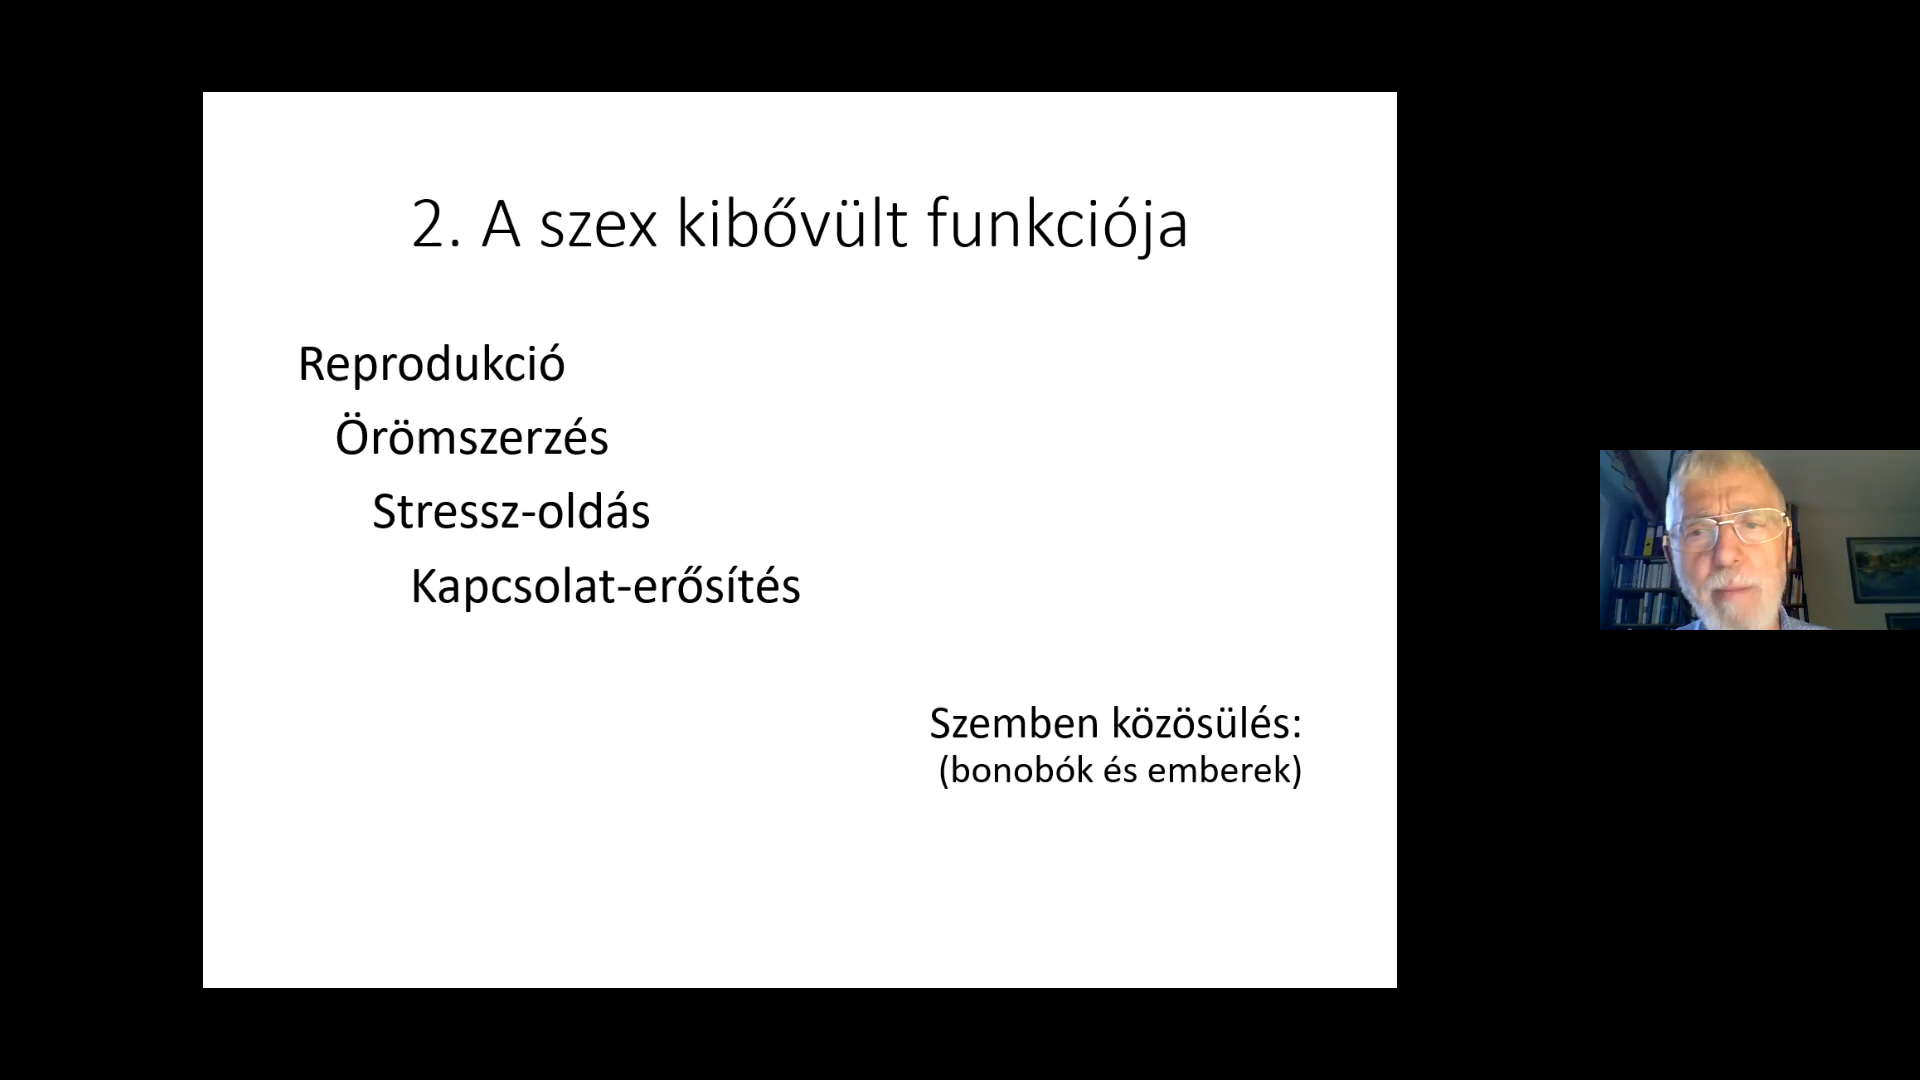 2. A szex kibővült funkciója
Reprodukció
Örömszerzés
Stressz-oldás
Kapcsolat-erősítés
Szemben közösülés:
(bonobók és emberek)